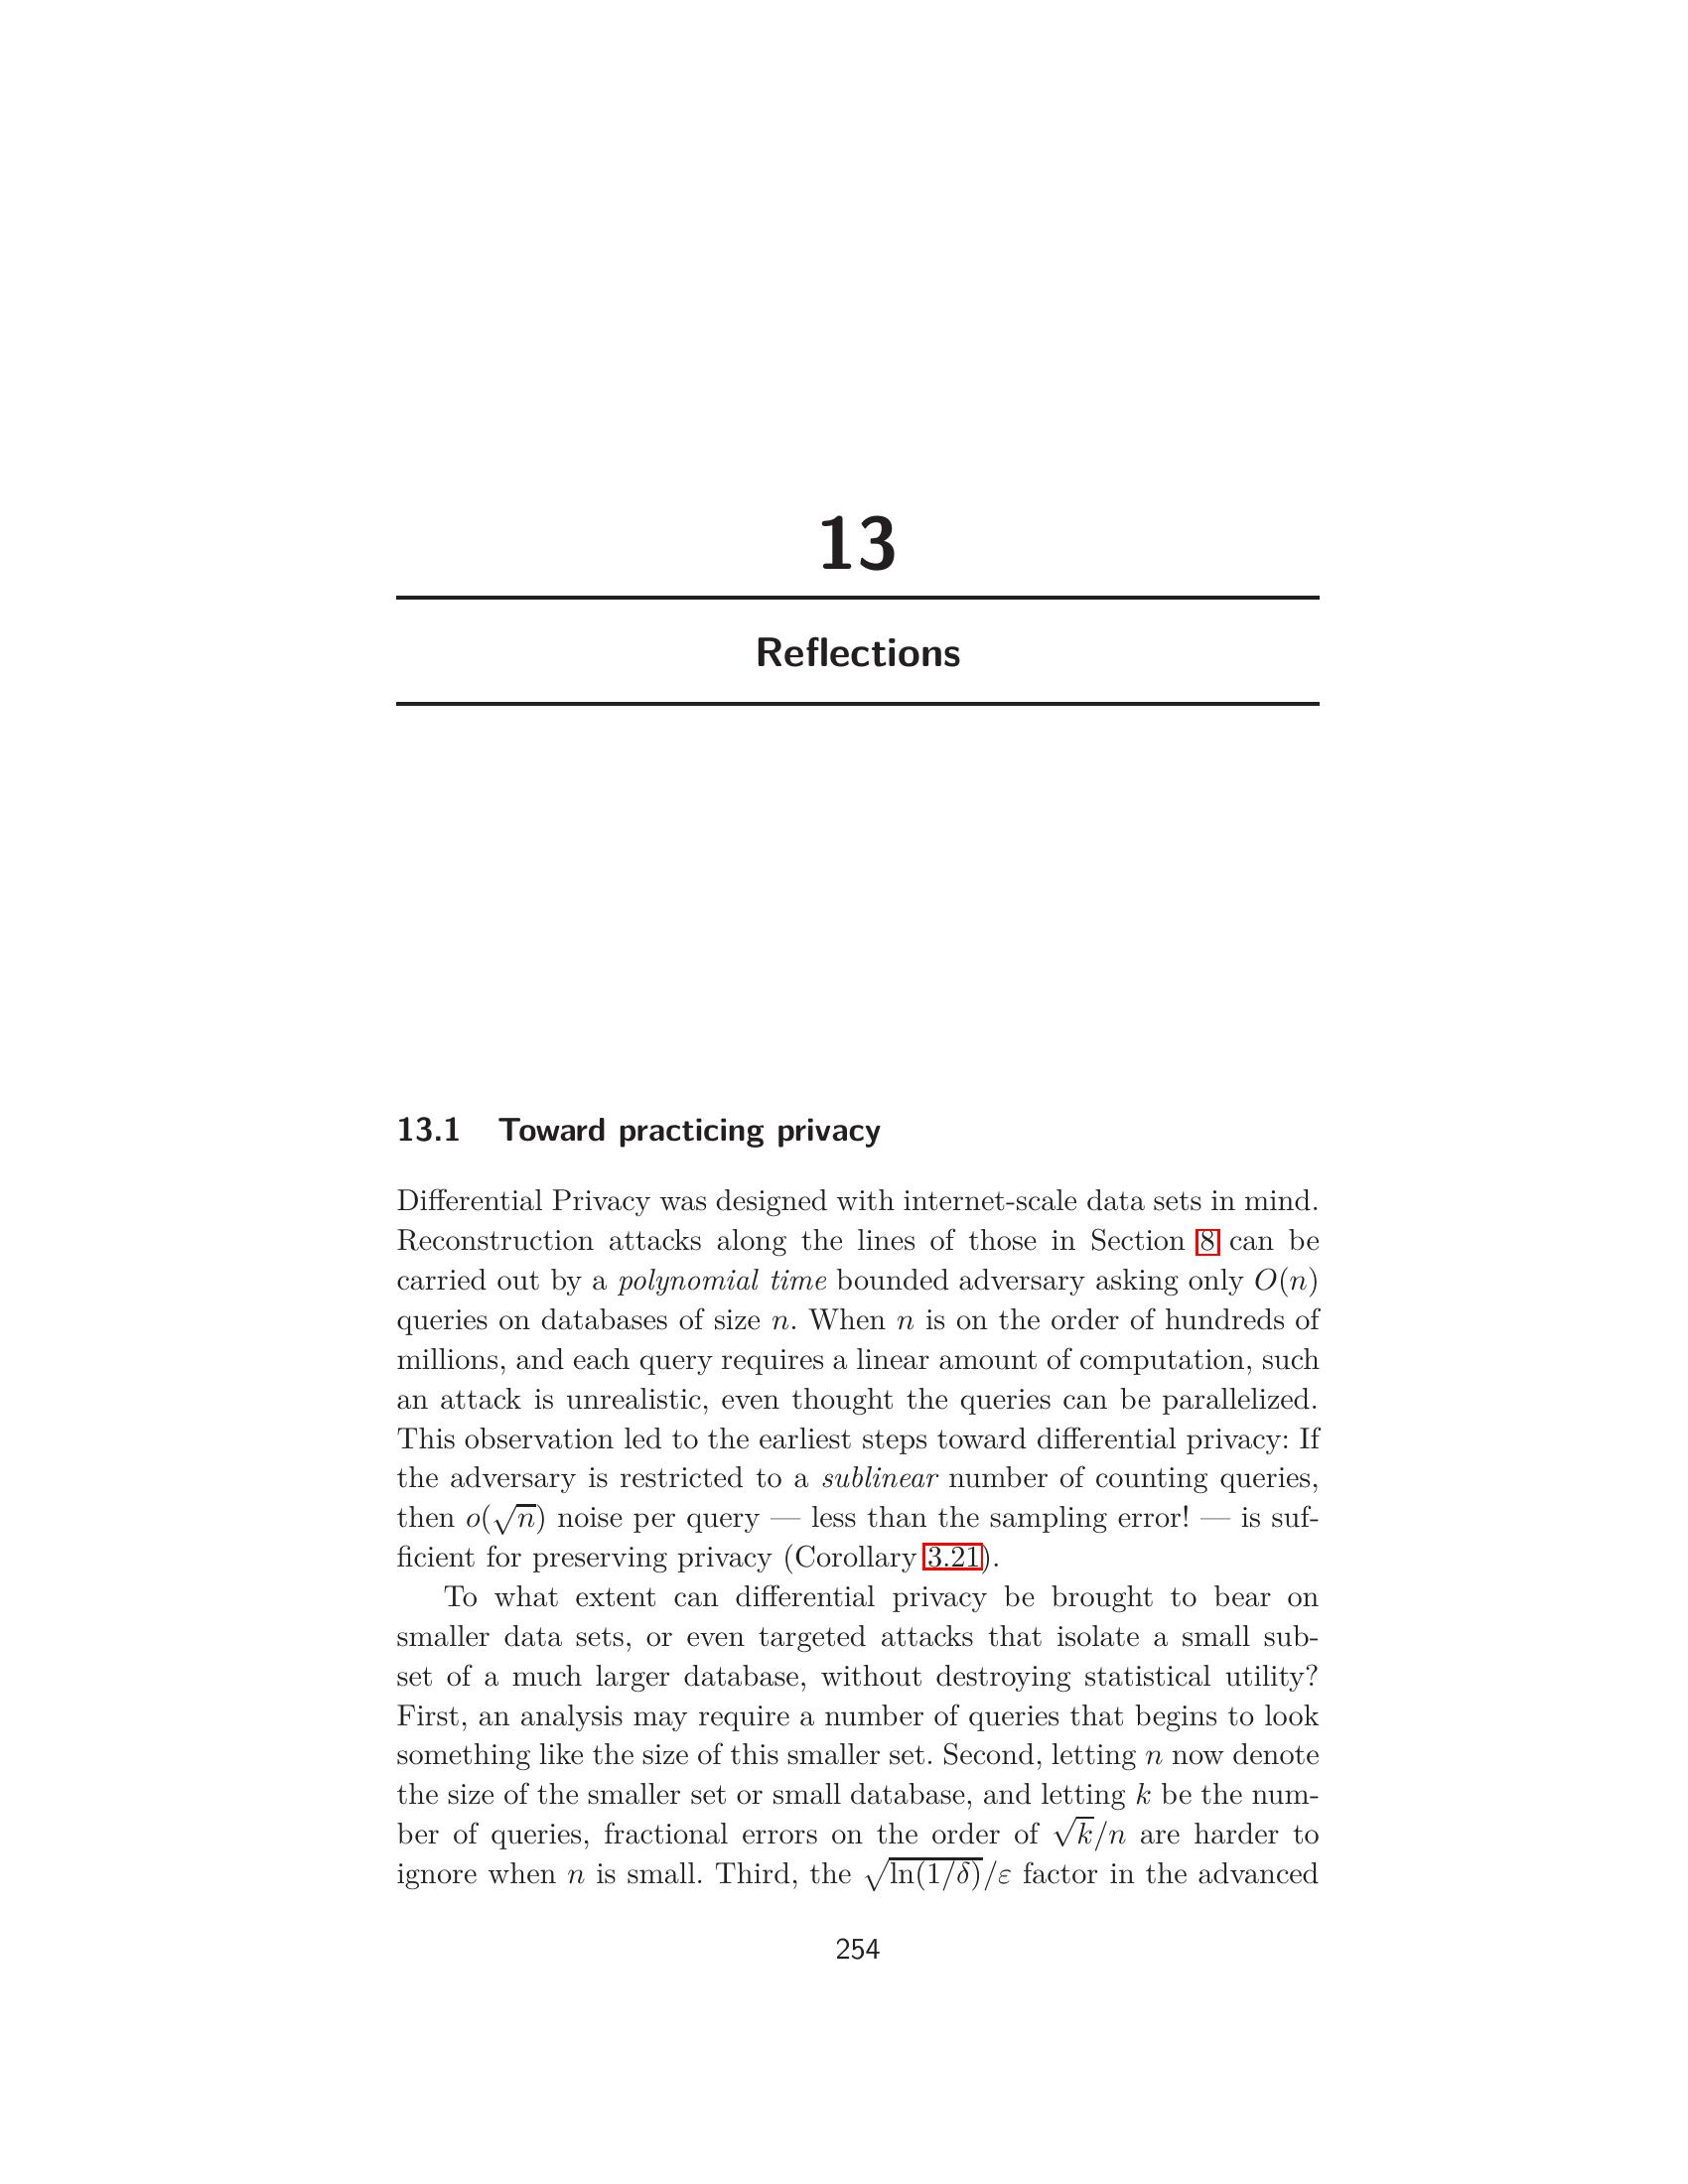 13
Reflections
13.1 Toward practicing privacy
Differential Privacy was designed with internet-scale data sets in mind.
Reconstruction attacks along the lines of those in Section 8 can be
carried out by a polynomial time bounded adversary asking only O(n)
queries on databases of size n. When n is on the order of hundreds of
millions, and each query requires a linear amount of computation, such
an attack is unrealistic, even thought the queries can be parallelized.
This observation led to the earliest steps toward differential privacy: If
the adversary is restricted to a sublinear number of counting queries,
then o(√n) noise per query — less than the sampling error! — is suf-
ficient for preserving privacy (Corollary 3.21).
To what extent can differential privacy be brought to bear on
smaller data sets, or even targeted attacks that isolate a small sub-
set of a much larger database, without destroying statistical utility?
First, an analysis may require a number of queries that begins to look
something like the size of this smaller set. Second, letting n now denote
the size of the smaller set or small database, and letting k be the num-
ber of queries, fractional errors on the order of √k/n are harder to
ignore when n is small. Third, the √ln(1/δ)/ε factor in the advanced
254